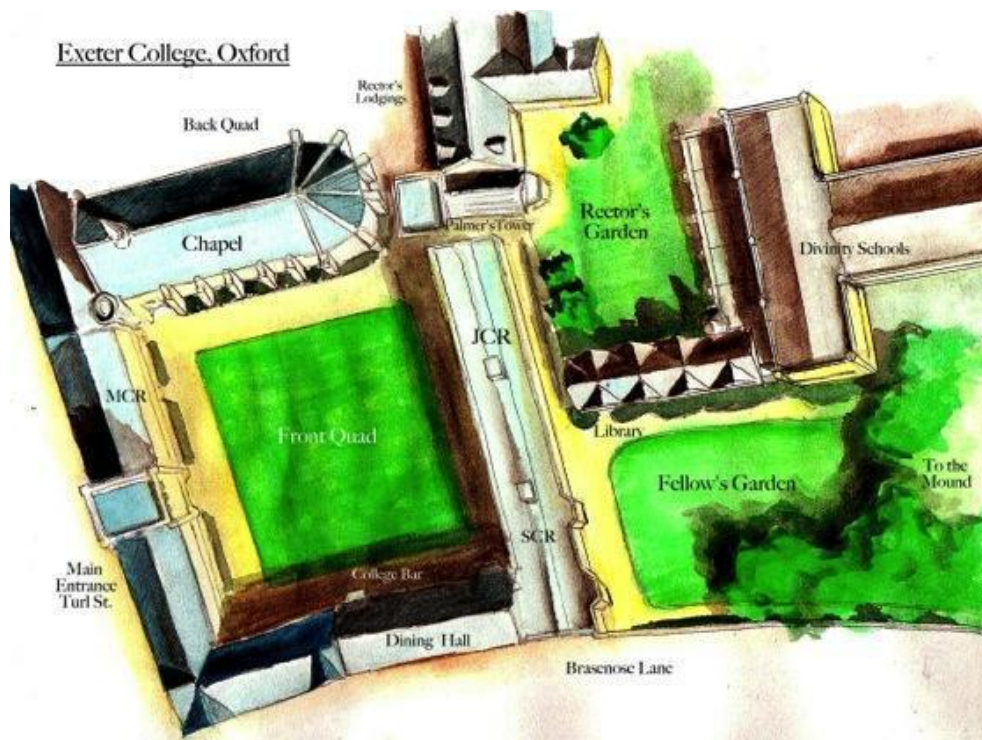 Exeter College, Oxford
Rector's
Lodgings
Back Quad
Chapel
Palmer's Tower
Rector's
Garden
Divinity Schools
JCR
MCR
Front Quad
Library
Fellow's Garden
To the
Mound
SCR
Main
Entrance
Turl St.
College Bar
Dining Hall
Brasenose Lane